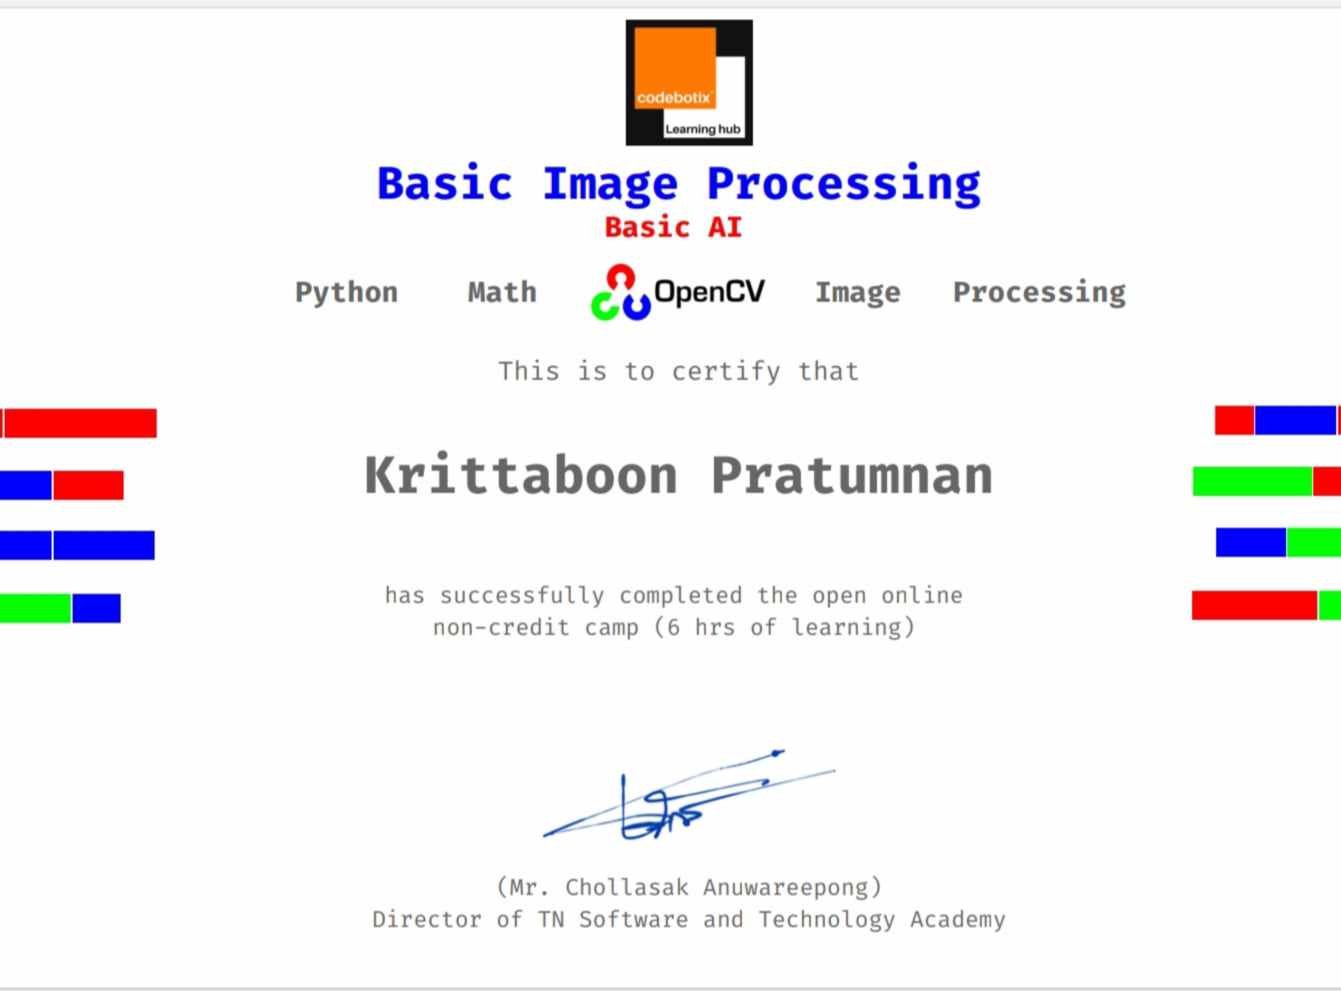 codebotix
Learning hub
Basic Image Processing
Basic AI
Python Math OpenCV Image Processing
This is to certify that
Krittaboon Pratumnan
has successfully completed the open online
non-credit camp (6 hrs of learning)
(Mr. Chollasak Anuwareepong)
Director of TN Software and Technology Academy